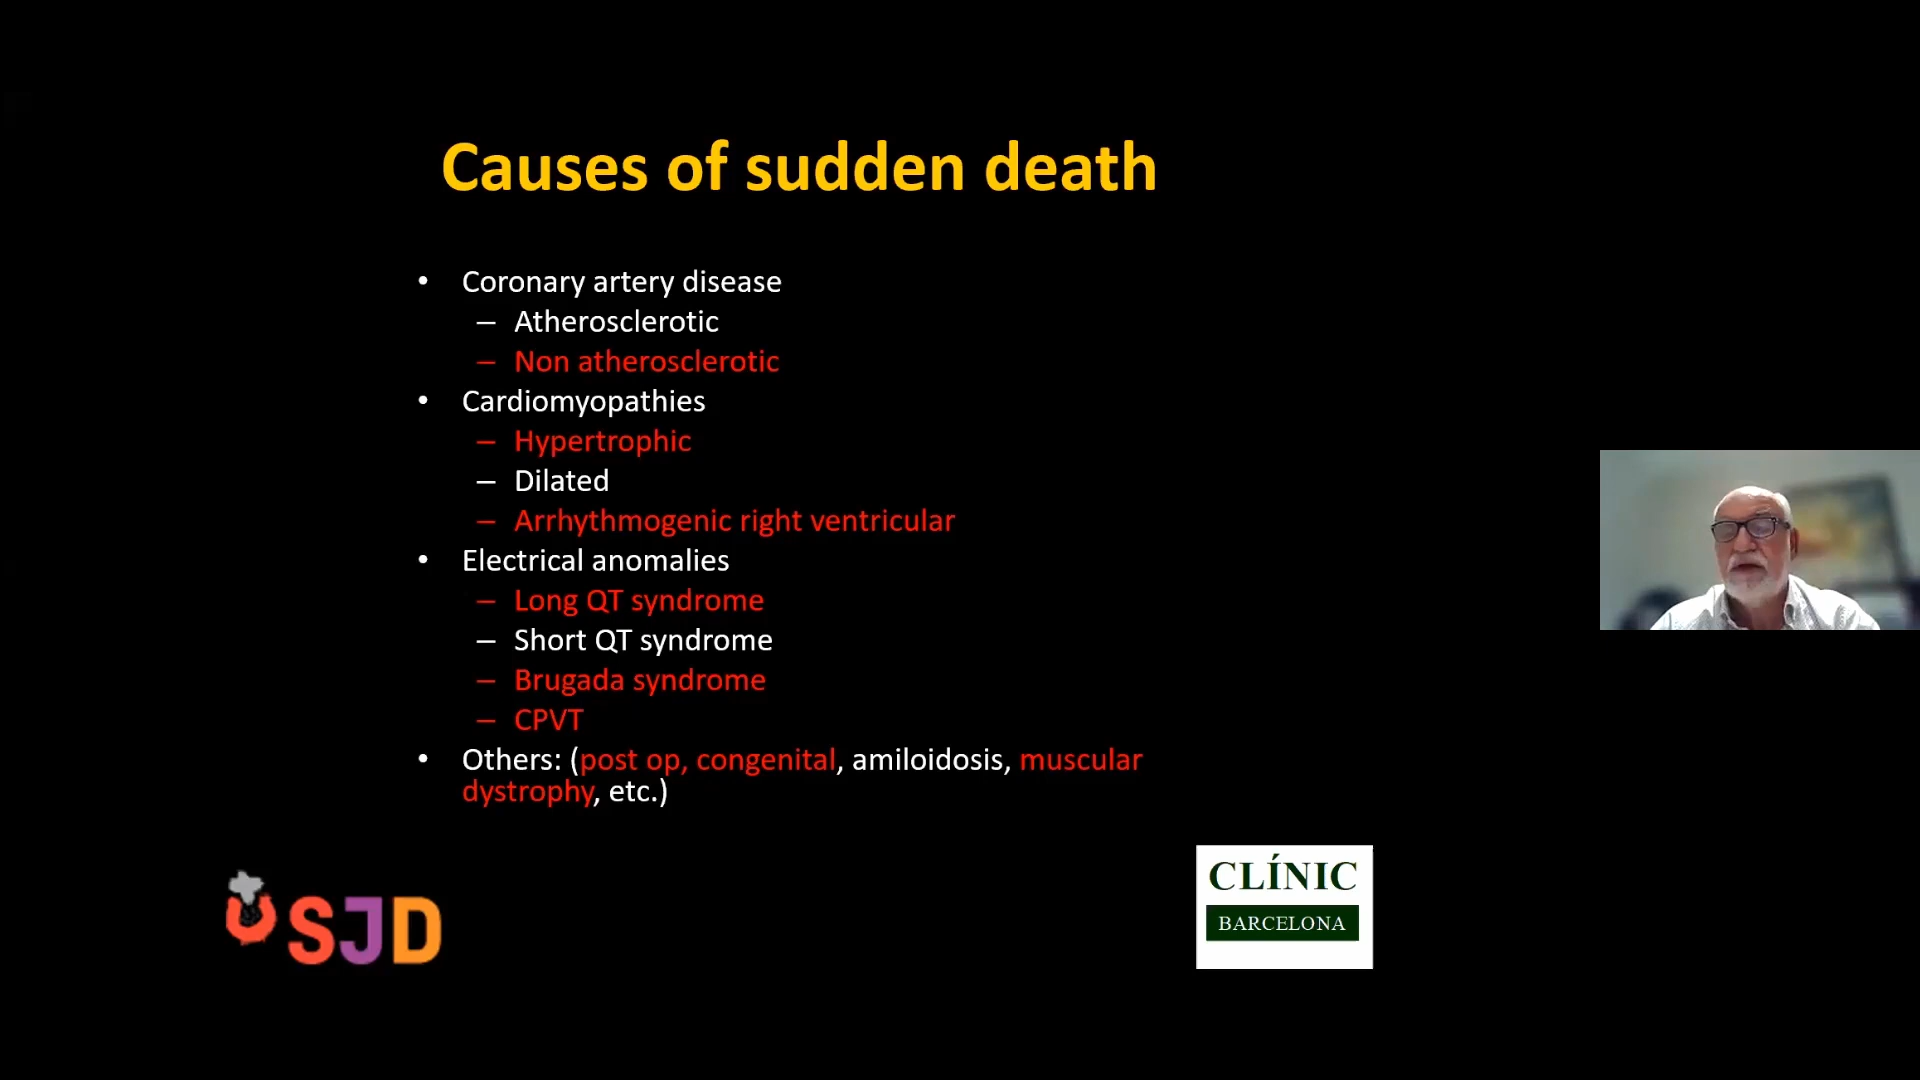 Causes of sudden death
• Coronary artery disease
– Atherosclerotic
– Non atherosclerotic
• Cardiomyopathies
– Hypertrophic
– Dilated
– Arrhythmogenic right ventricular
• Electrical anomalies
– Long QT syndrome
– Short QT syndrome
– Brugada syndrome
– CPVT
• Others: (post op, congenital, amiloidosis, muscular
dystrophy, etc.)
SJD
CLÍNIC
BARCELONA